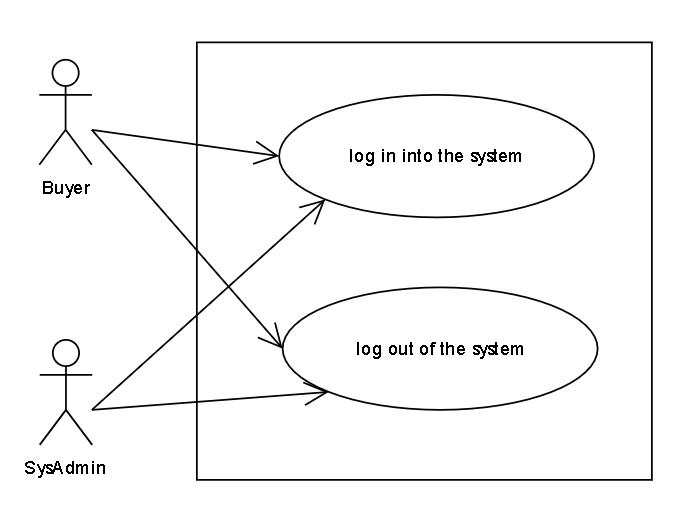 log in into the system
Buyer
log out of the system
SysAdmin